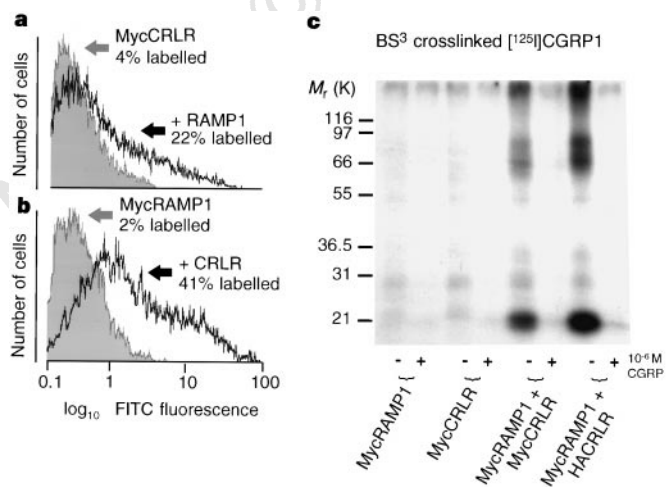 a
MycCRLR
4% labelled
+ RAMP1
22% labelled
Number of cells
b
MycRAMP1
2% labelled
+ CRLR
41% labelled
Number of cells
0.1 1 10 100
log10 FITC fluorescence
c
BS3 crosslinked [125I]CGRP1
Mr (K)
116
97
66
55
36.5
31
21
- + - + - + - + 10-6 M
CGRP
MycRAMP1 {
MycCRLR {
MycRAMP1 + {
MycCRLR
MycRAMP1 + {
HACRLR